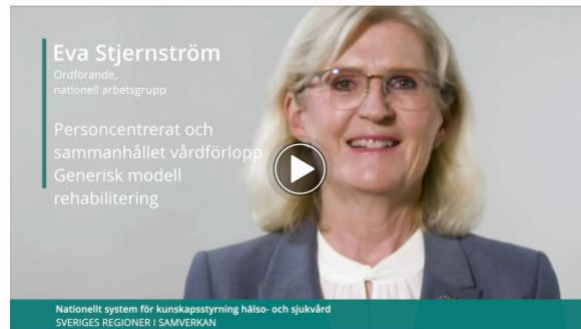 Eva Stjernström
Ordförande,
nationell arbetsgrupp
Personcentrerat och
sammanhållet vårdförlopp
Generisk modell
rehabilitering
Nationellt system för kunskapsstyrning hälso- och sjukvård
SVERIGES REGIONER I SAMVERKAN